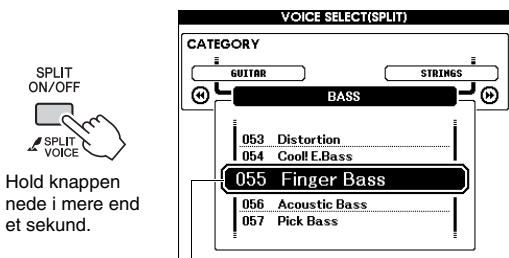 SPLIT
ON/OFF
SPLIT
VOICE
Hold knappen
nede i mere end
et sekund.
VOICE SELECT(SPLIT)
CATEGORY
GUITAR
STRINGS
BASS
053 Distortion
054 Cool! E.Bass
055 Finger Bass
056 Acoustic Bass
057 Pick Bass